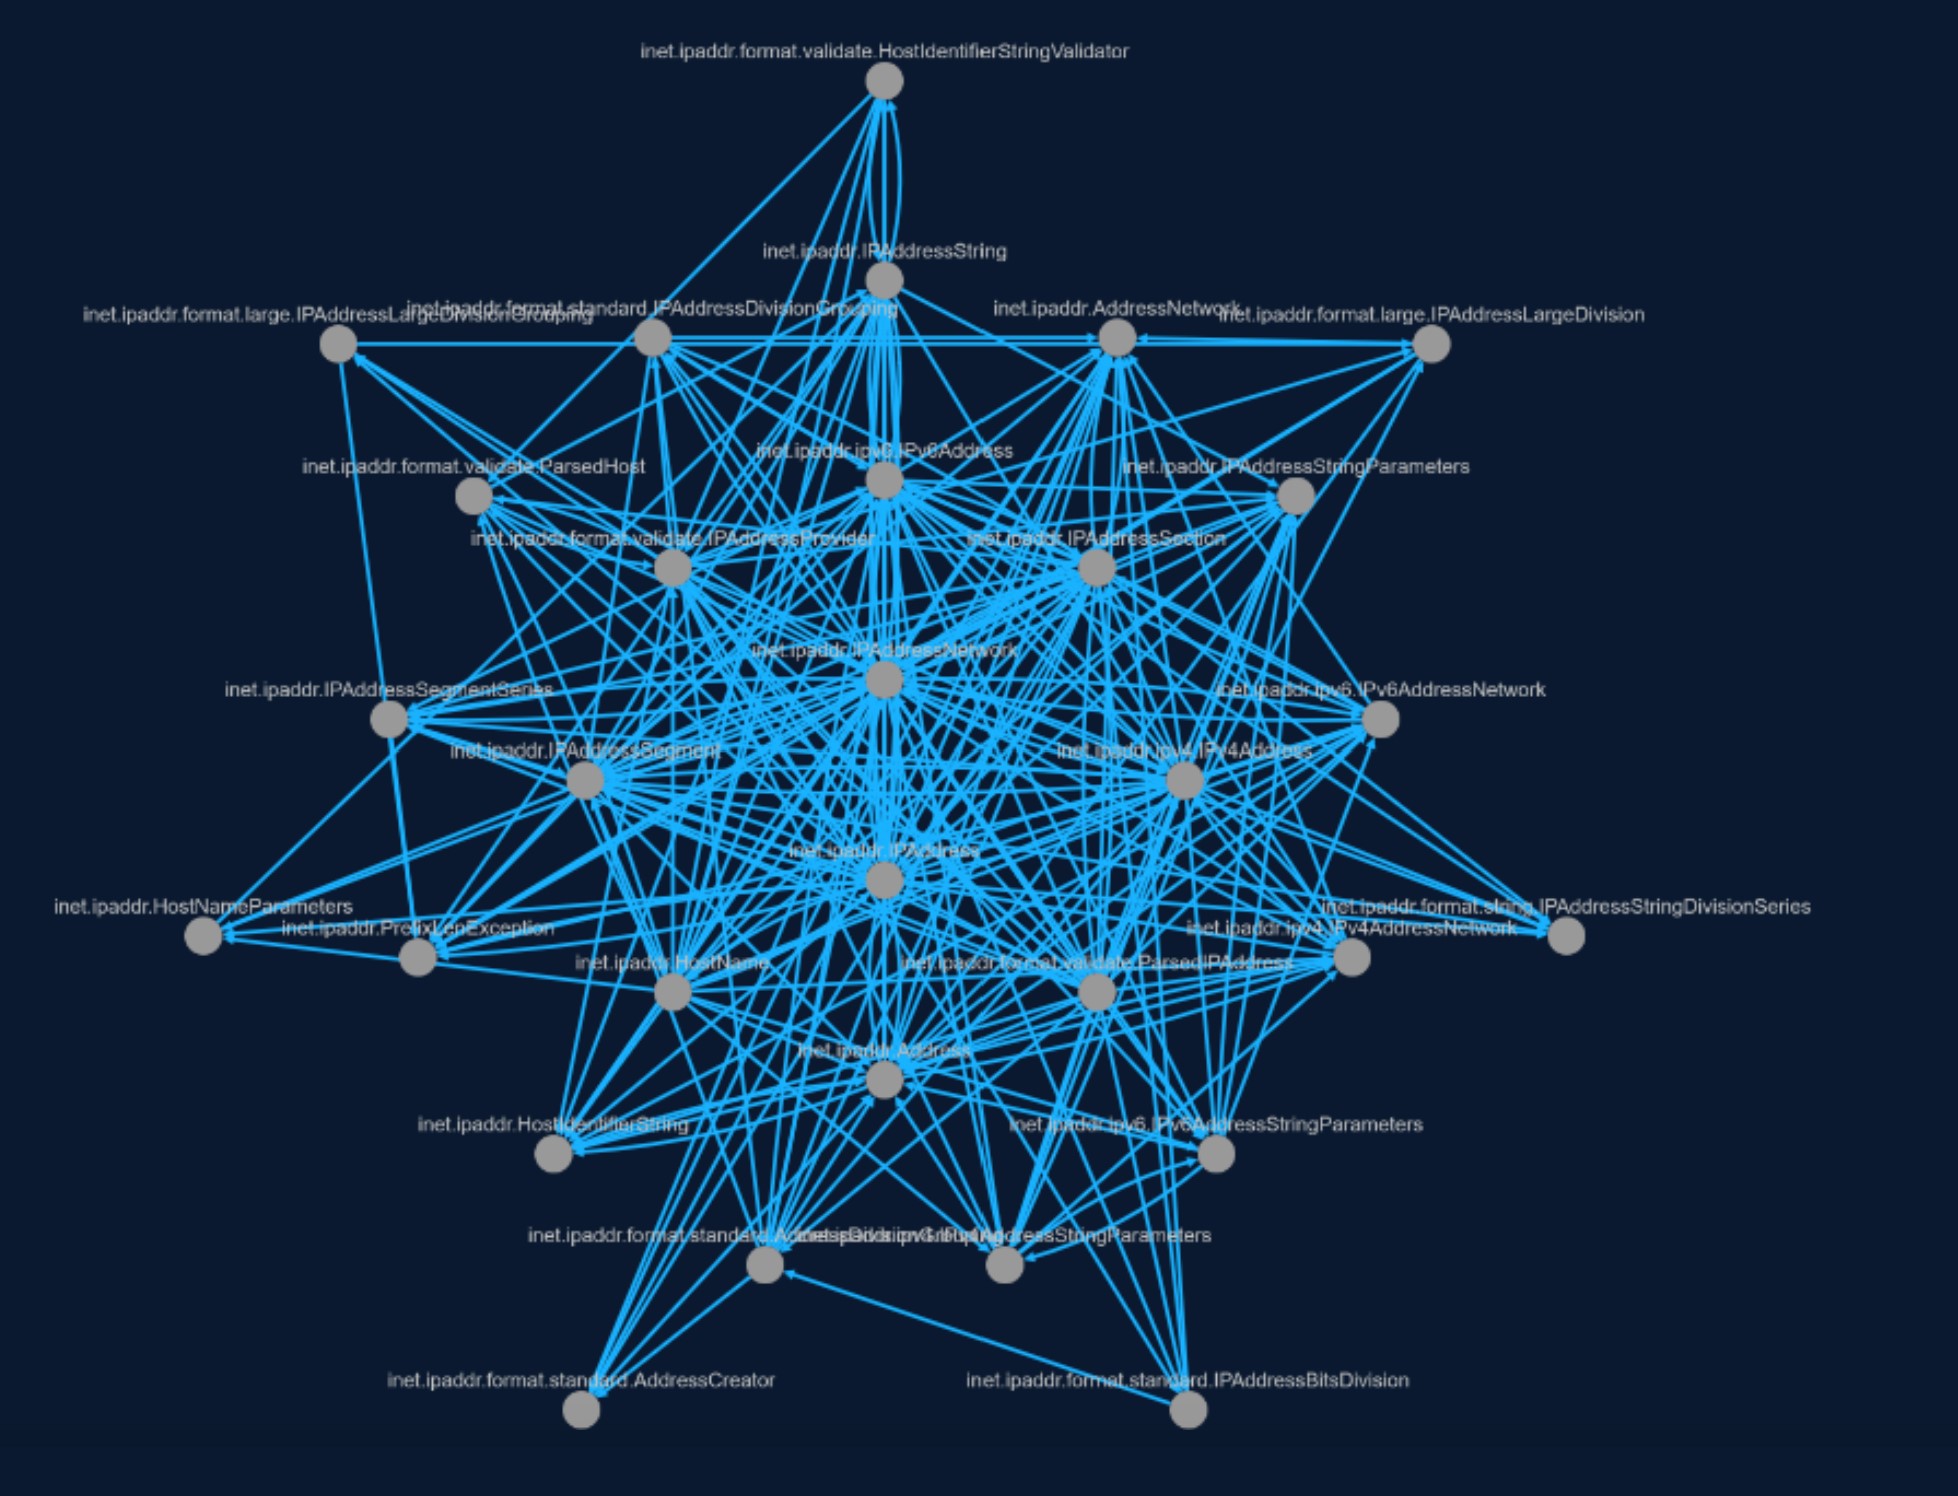 inet.ipaddr.format.validate.HostIdentifierStringValidator
inet.ipaddr.IPAddressString
inet.ipaddr.format.large.IPAddressLargeDivisionGrouping
inet.ipaddr.format.standard.IPAddressDivisionGrouping
inet.ipaddr.AddressNetwork
inet.ipaddr.format.large.IPAddressLargeDivision
inet.ipaddr.ipv6.IPv6Address
inet.ipaddr.format.validate.ParsedHost
inet.ipaddr.IPAddressStringParameters
inet.ipaddr.format.validate.IPAddressProvider
inet.ipaddr.IPAddressSection
inet.ipaddr.IPAddressNetwork
inet.ipaddr.IPAddressSegmentSeries
inet.ipaddr.ipv6.IPv6AddressNetwork
inet.ipaddr.IPAddressSegment
inet.ipaddr.ipv4.IPv4Address
inet.ipaddr.IPAddress
inet.ipaddr.HostNameParameters
inet.ipaddr.format.string.IPAddressStringDivisionSeries
inet.ipaddr.PrefixLenException
inet.ipaddr.ipv4.IPv4AddressNetwork
inet.ipaddr.HostName
inet.ipaddr.format.validate.ParsedIPAddress
inet.ipaddr.Address
inet.ipaddr.HostIdentifierString
inet.ipaddr.ipv6.IPv6AddressStringParameters
inet.ipaddr.format.standard.AddressDivisionGrouping
inet.ipaddr.ipv4.IPv4AddressStringParameters
inet.ipaddr.format.standard.AddressCreator
inet.ipaddr.format.standard.IPAddressBitsDivision